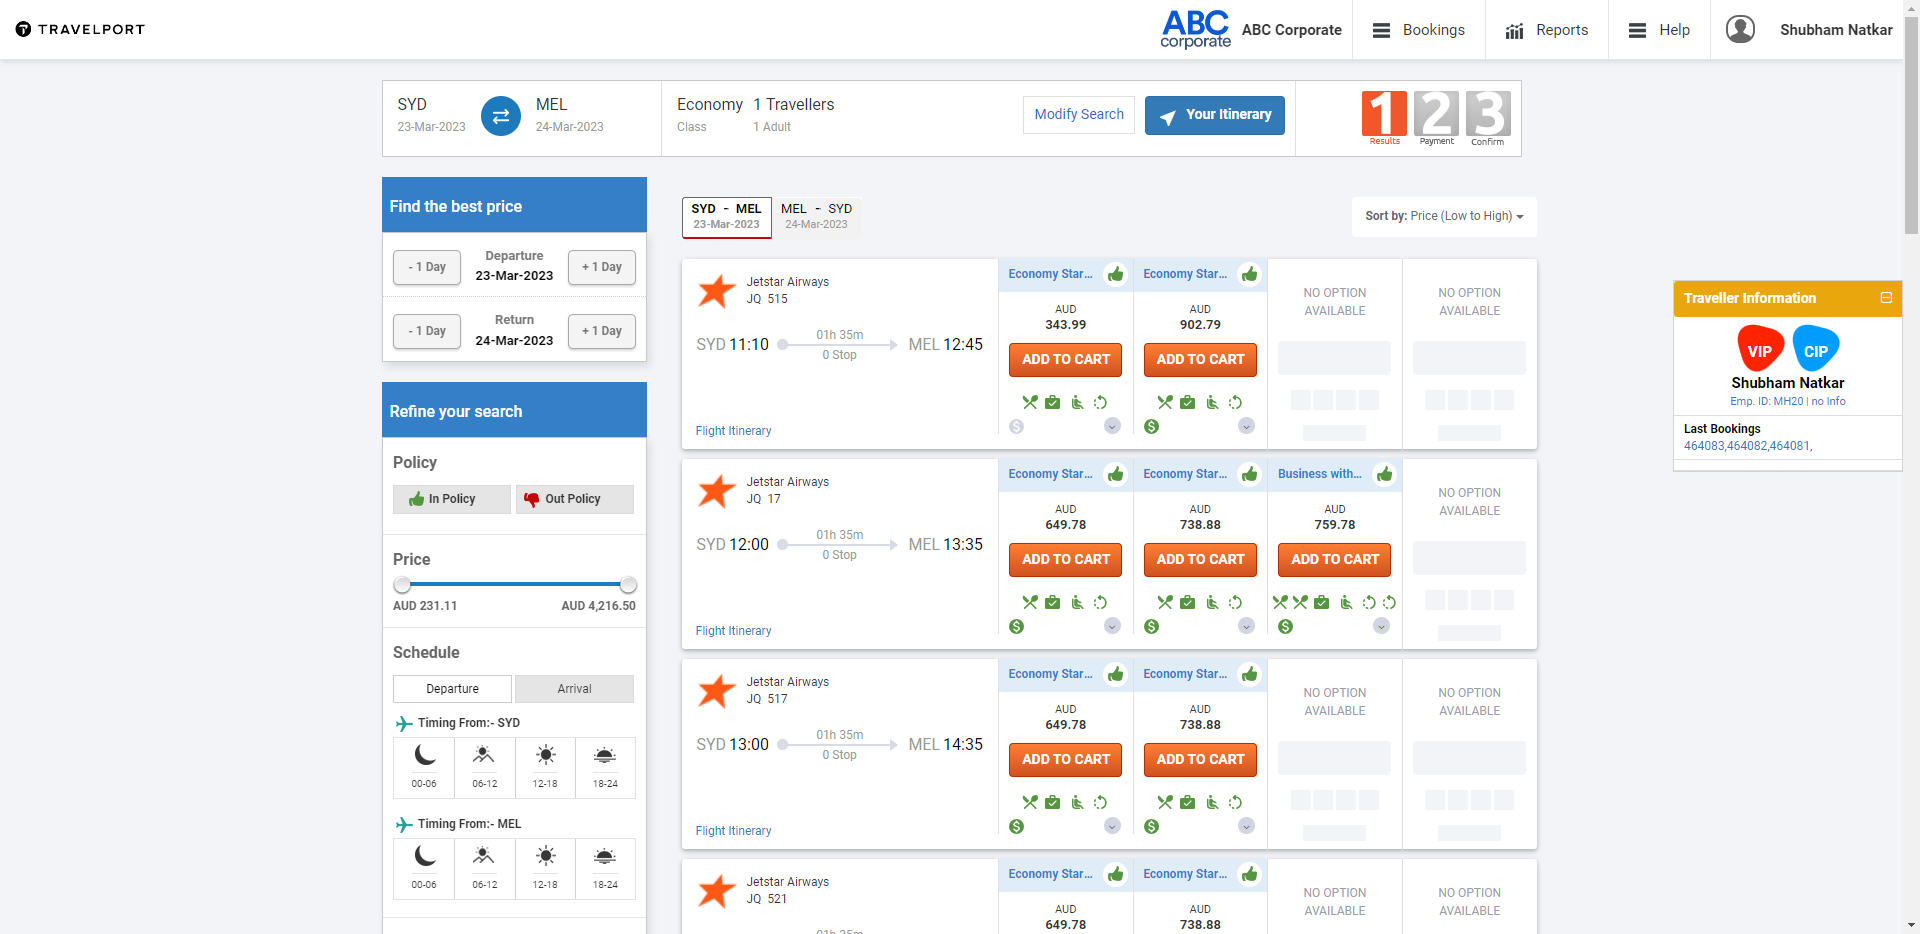 TRAVELPORT
ABC
corporate
ABC Corporate
Bookings
Reports
Help
Shubham Natkar
SYD
23-Mar-2023
MEL
24-Mar-2023
Economy
Class
1 Travellers
1 Adult
Modify Search
Your Itinerary
1
Results
2
Payment
3
Confirm
Find the best price
- 1 Day
Departure
23-Mar-2023
+ 1 Day
- 1 Day
Return
24-Mar-2023
+ 1 Day
Refine your search
Policy
In Policy
Out Policy
Price
AUD 231.11
AUD 4,216.50
Schedule
Departure
Arrival
Timing From:- SYD
00-06
06-12
12-18
18-24
Timing From:- MEL
00-06
06-12
12-18
18-24
SYD - MEL
23-Mar-2023
MEL - SYD
24-Mar-2023
Sort by: Price (Low to High)
Jetstar Airways
JQ 515
SYD 11:10
01h 35m
0 Stop
MEL 12:45
Flight Itinerary
Economy Star...
AUD
343.99
ADD TO CART
Economy Star...
AUD
902.79
ADD TO CART
NO OPTION
AVAILABLE
NO OPTION
AVAILABLE
Jetstar Airways
JQ 17
SYD 12:00
01h 35m
0 Stop
MEL 13:35
Flight Itinerary
Economy Star...
AUD
649.78
ADD TO CART
Economy Star...
AUD
738.88
ADD TO CART
Business with...
AUD
759.78
ADD TO CART
NO OPTION
AVAILABLE
Jetstar Airways
JQ 517
SYD 13:00
01h 35m
0 Stop
MEL 14:35
Flight Itinerary
Economy Star...
AUD
649.78
ADD TO CART
Economy Star...
AUD
738.88
ADD TO CART
NO OPTION
AVAILABLE
NO OPTION
AVAILABLE
Jetstar Airways
JQ 521
01h 35m
Economy Star...
AUD
649.78
Economy Star...
AUD
738.88
NO OPTION
AVAILABLE
NO OPTION
AVAILABLE
Traveller Information
VIP
CIP
Shubham Natkar
Emp. ID: MH20 | no Info
Last Bookings
464083,464082,464081,